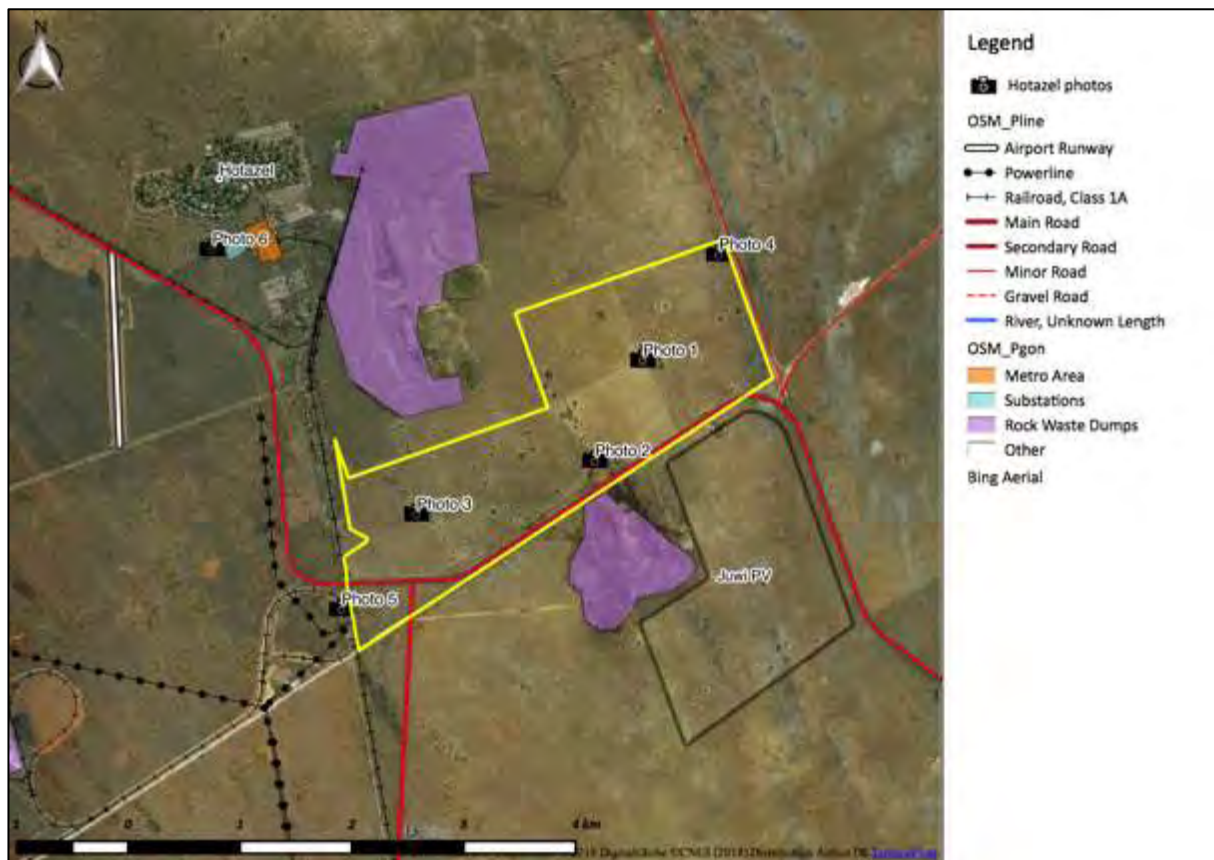 N
Hotazel
Photo 6
Photo 4
Photo 1
Photo 2
Photo 3
Juwi PV
Photo 5
1 0 1 2 3 4 km
Legend
Hotazel photos
OSM_Pline
Airport Runway
Powerline
Railroad, Class 1A
Main Road
Secondary Road
Minor Road
Gravel Road
River, Unknown Length
OSM_Pgon
Metro Area
Substations
Rock Waste Dumps
Other
Bing Aerial